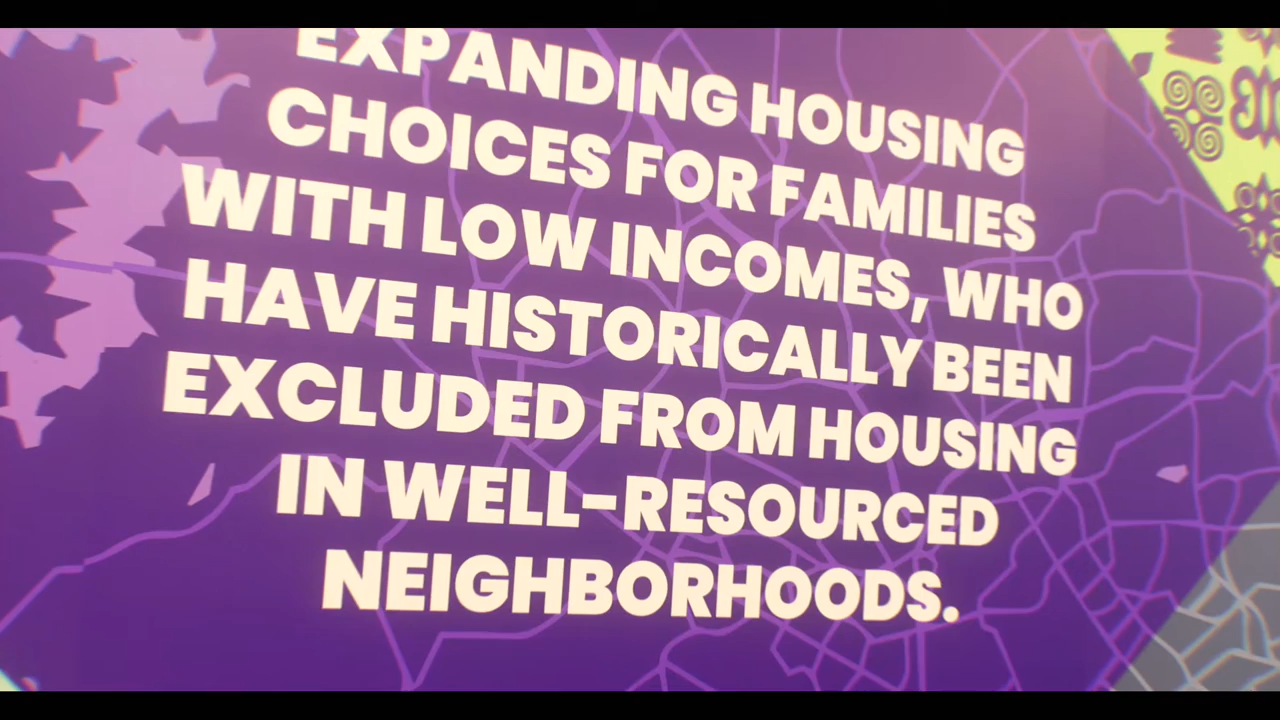 EXPANDING HOUSING
CHOICES FOR FAMILIES
WITH LOW INCOMES, WHO
HAVE HISTORICALLY BEEN
EXCLUDED FROM HOUSING
IN WELL-RESOURCED
NEIGHBORHOODS.